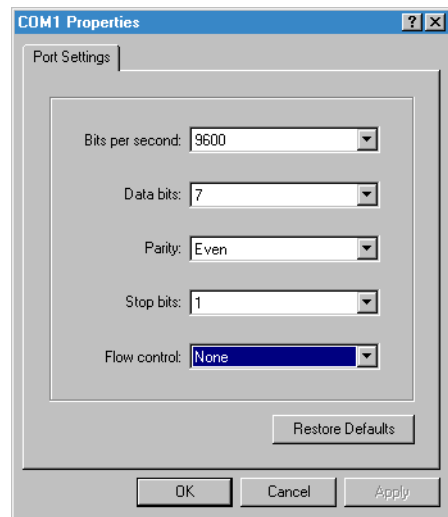 COM1 Properties
Port Settings
Bits per second: 9600
Data bits: 7
Parity: Even
Stop bits: 1
Flow control: None
Restore Defaults
OK Cancel Apply